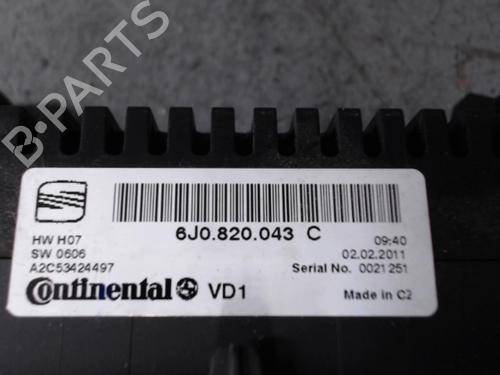 B-PARTS
6J0.820.043 C
HW H07
SW 0606
A2C53424497
09:40
02.02.2011
Serial No. 0021251
Continental VD1
Made in CZ